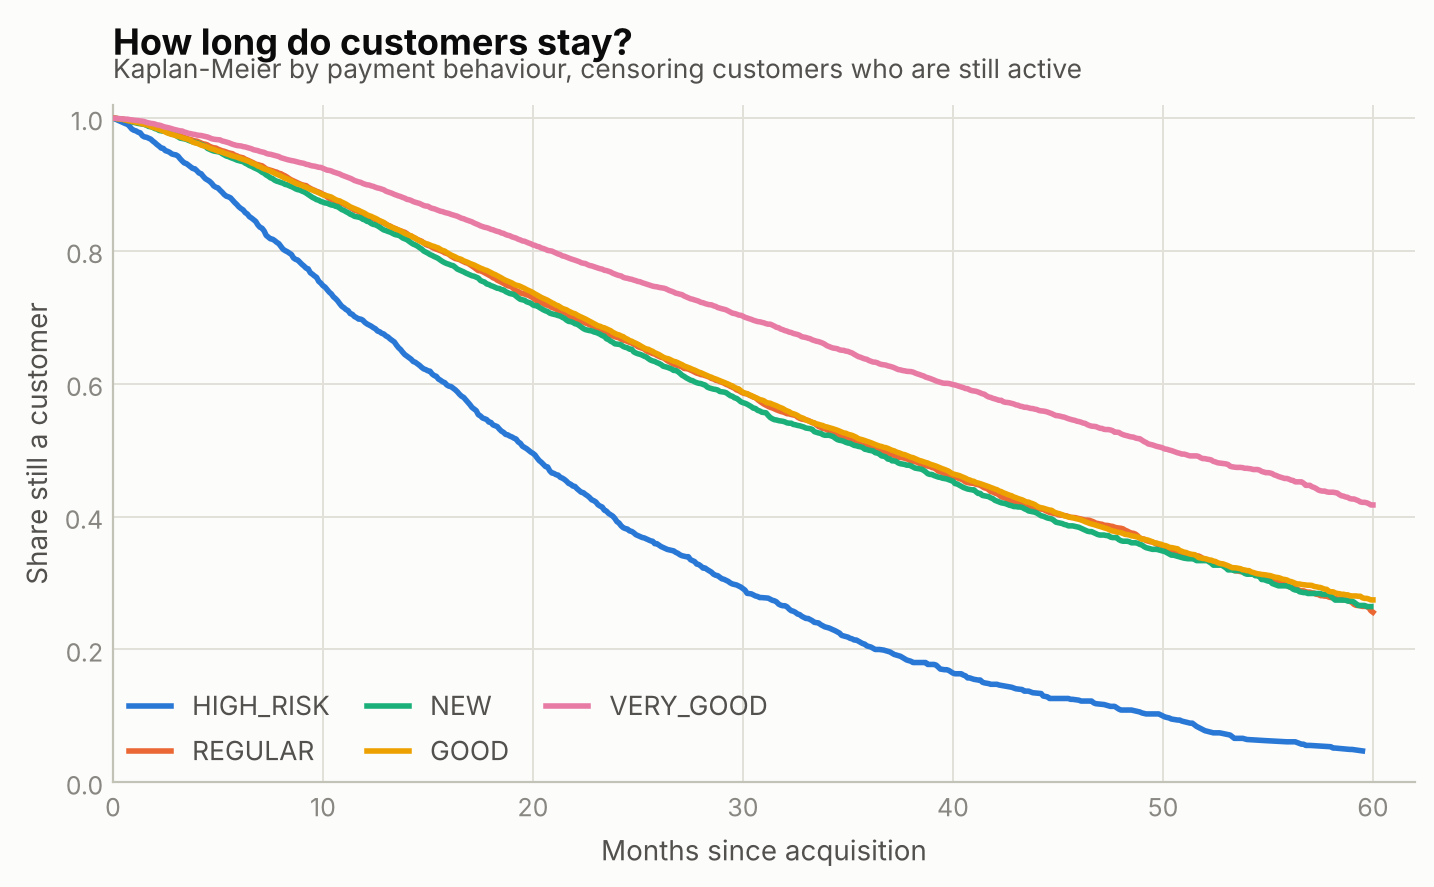 How long do customers stay?
Kaplan-Meier by payment behaviour, censoring customers who are still active
Share still a customer
1.0
0.8
0.6
0.4
0.2
0.0
HIGH_RISK NEW VERY_GOOD
REGULAR GOOD
0 10 20 30 40 50 60
Months since acquisition